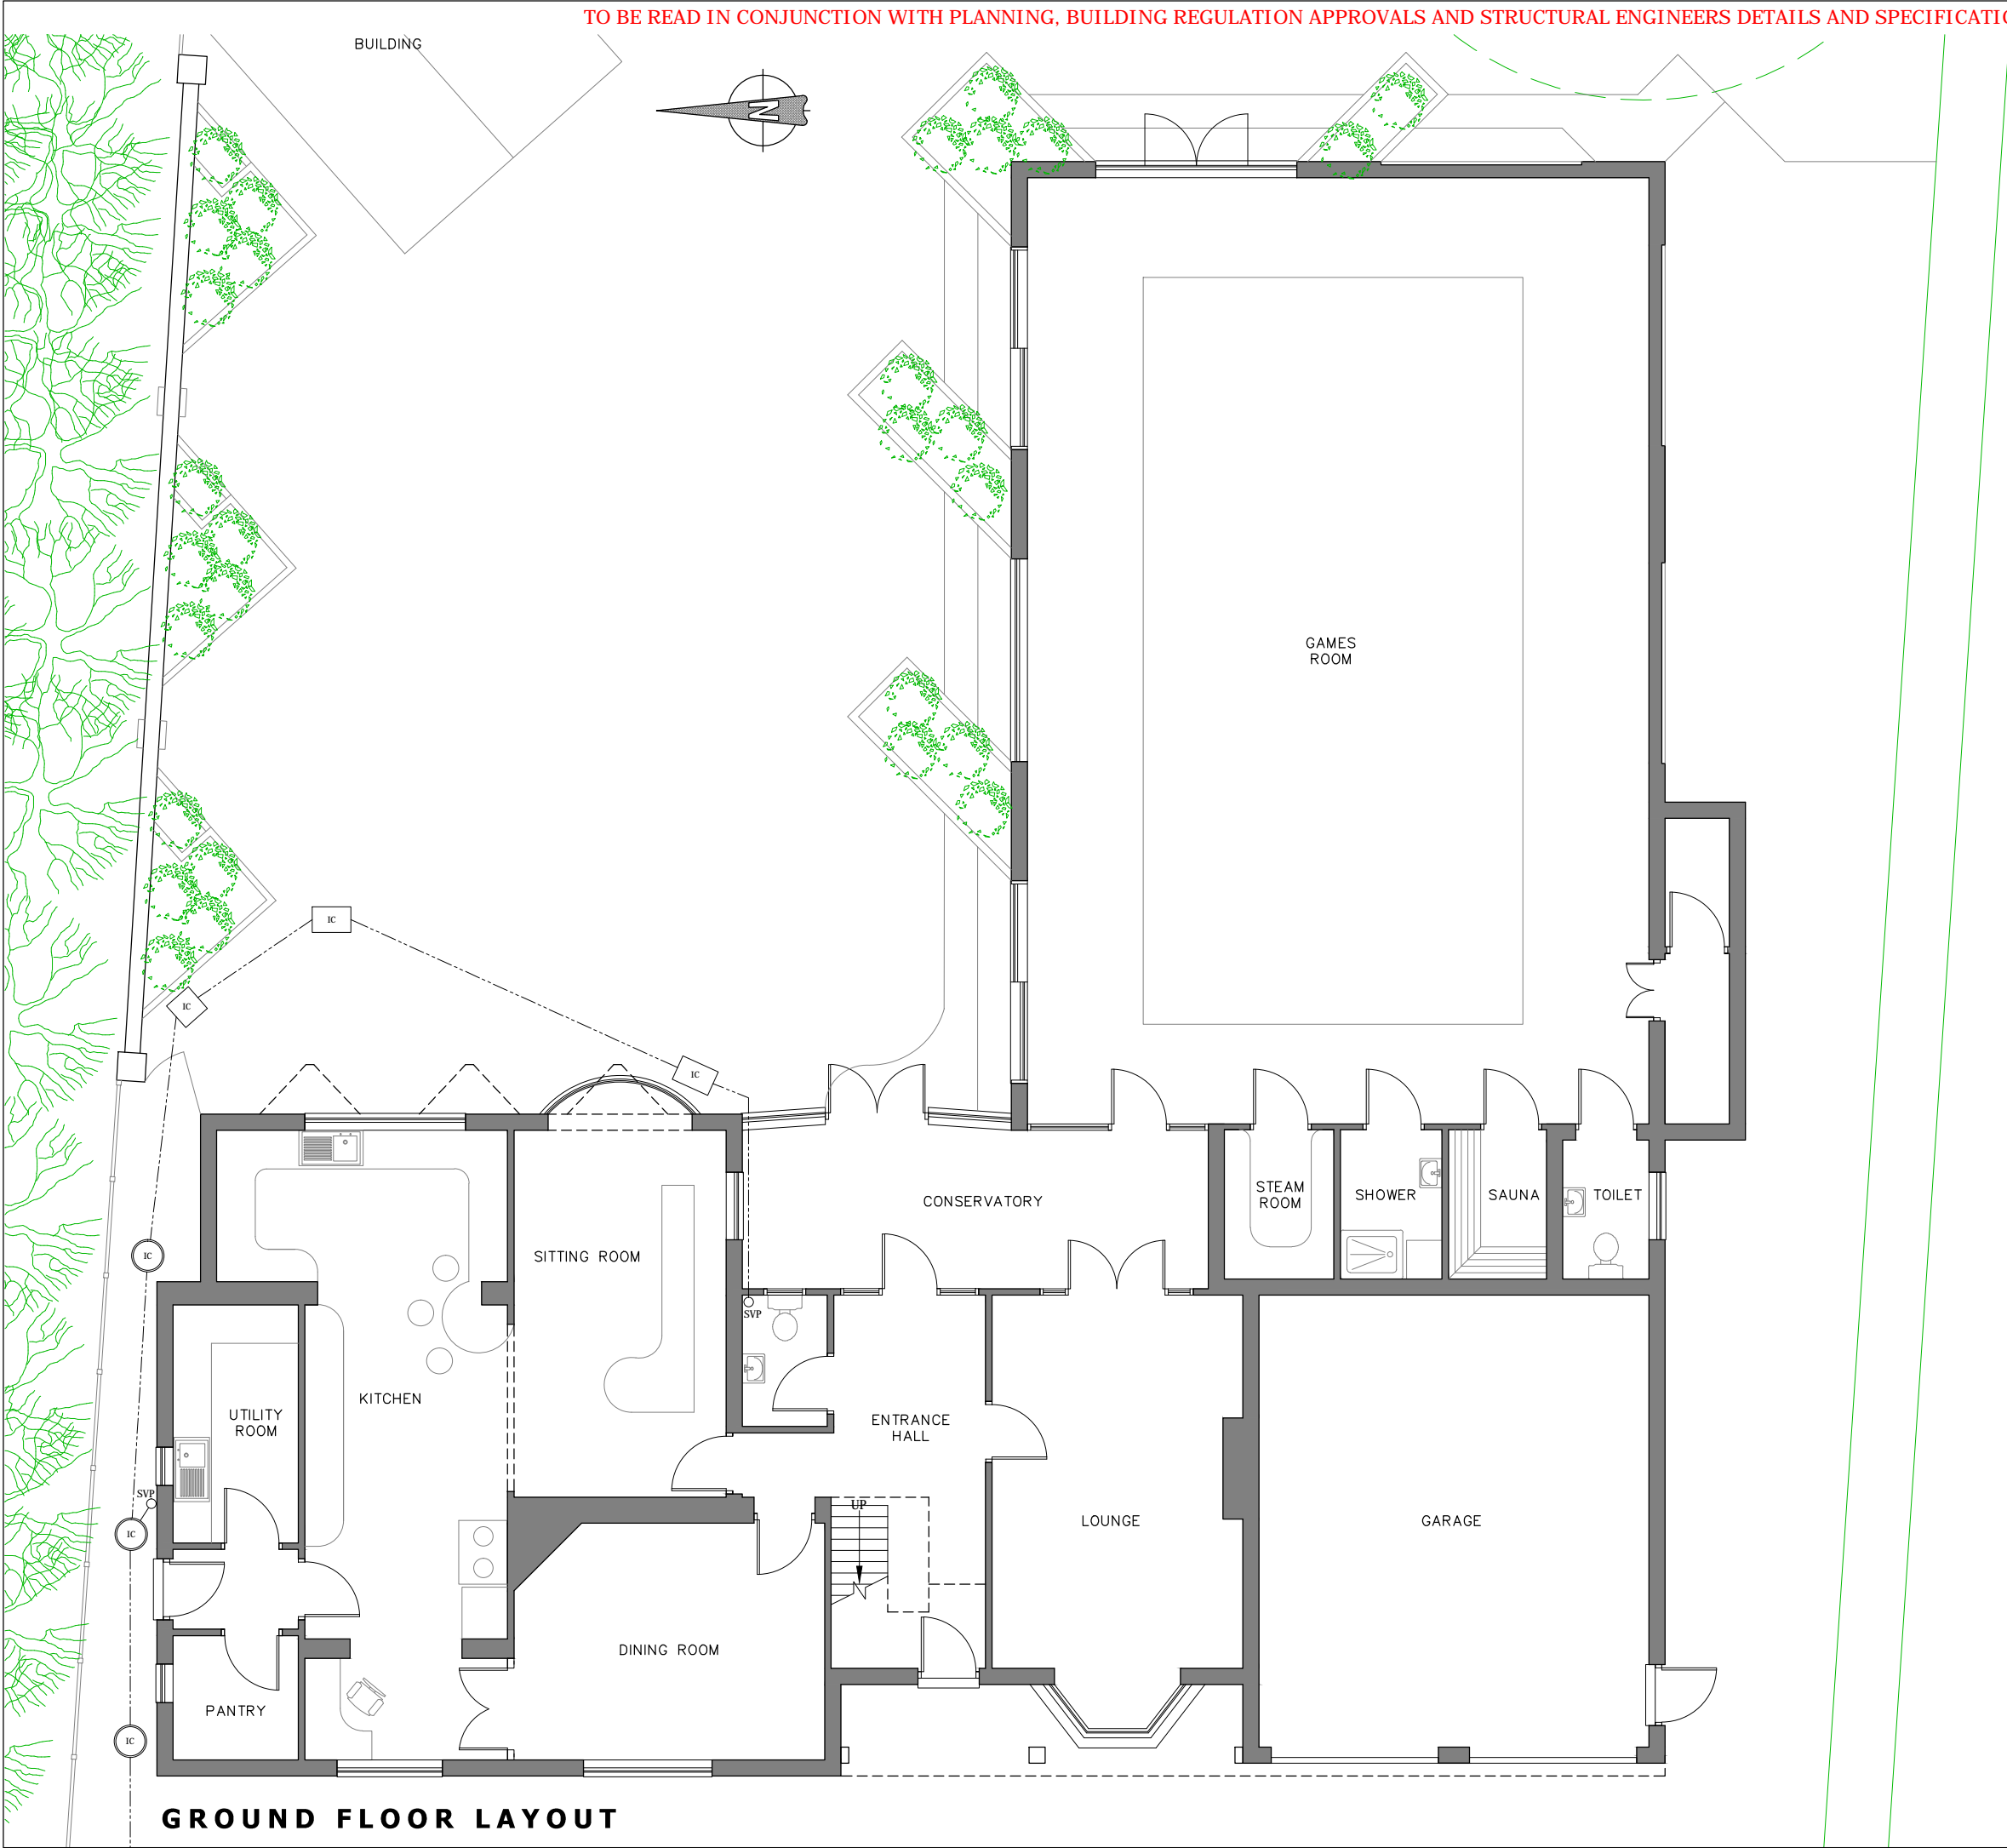 TO BE READ IN CONJUNCTION WITH PLANNING, BUILDING REGULATION APPROVALS AND STRUCTURAL ENGINEERS DETAILS AND SPECIFICATIO
BUILDING
N
GAMES
ROOM
IC
IC
IC
STEAM
ROOM
SHOWER
SAUNA
TOILET
CONSERVATORY
SITTING ROOM
IC
SVP
KITCHEN
UTILITY
ROOM
ENTRANCE
HALL
SVP
UP
IC
LOUNGE
GARAGE
DINING ROOM
PANTRY
IC
GROUND FLOOR LAYOUT